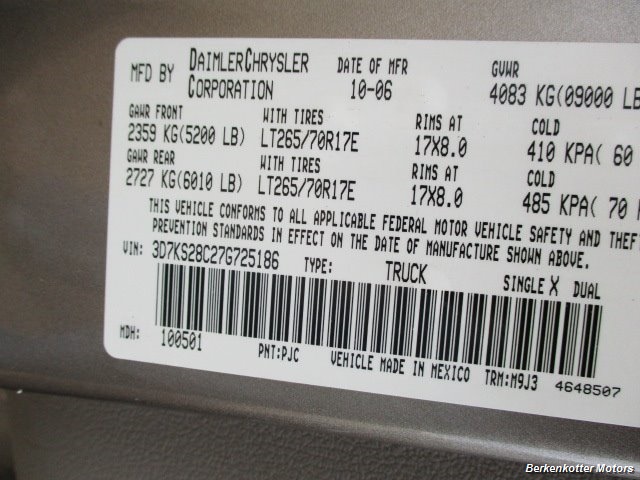 MFD BY DAIMLERCHRYSLER CORPORATION DATE OF MFR 10-06 GVWR 4083 KG(09000 LB
GAWR FRONT WITH TIRES RIMS AT COLD
2359 KG(5200 LB) LT265/70R17E 17X8.0 410 KPA( 60
GAWR REAR WITH TIRES RIMS AT COLD
2727 KG(6010 LB) LT265/70R17E 17X8.0 485 KPA( 70
THIS VEHICLE CONFORMS TO ALL APPLICABLE FEDERAL MOTOR VEHICLE SAFETY AND THEFT
PREVENTION STANDARDS IN EFFECT ON THE DATE OF MANUFACTURE SHOWN ABOVE.
VIN: 3D7KS28C27G725186 TYPE: TRUCK SINGLE X DUAL
MDH: 100501 PNT:PJC VEHICLE MADE IN MEXICO TRM:M9J3 4648507
Berkenkotter Motors